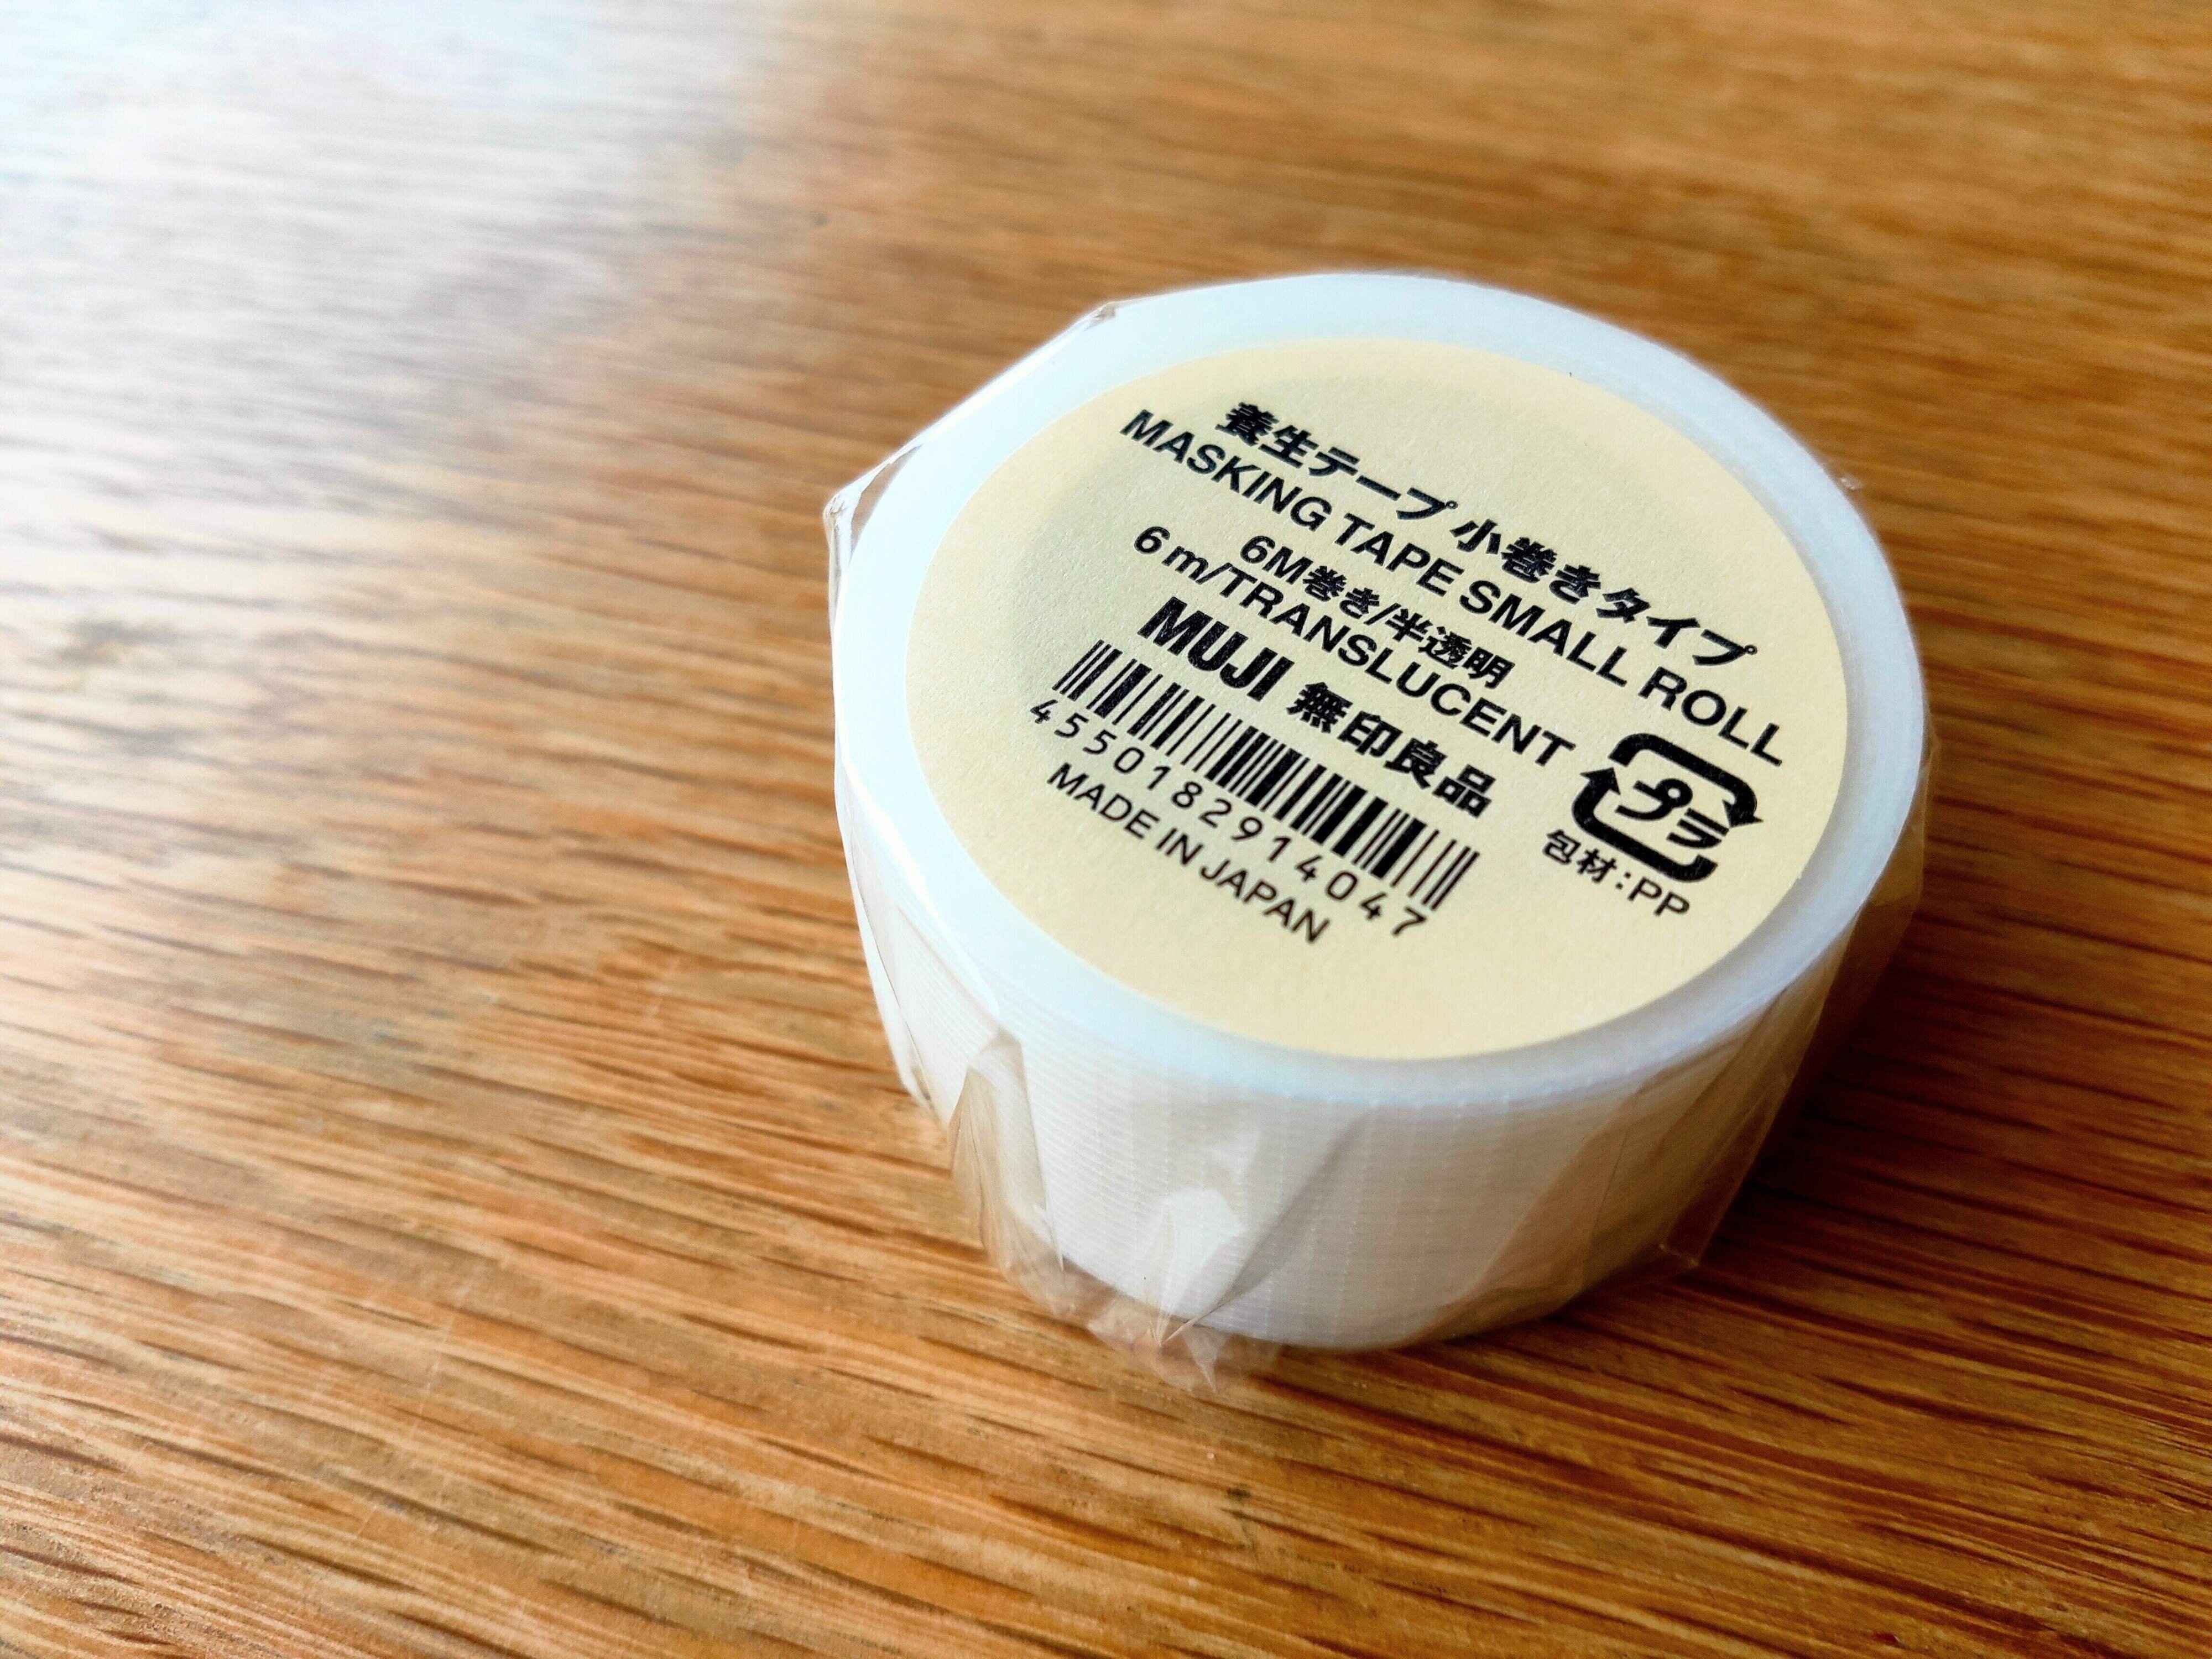 養生テープ 小巻きタイプ
MASKING TAPE SMALL ROLL
6M巻き/半透明
6m/TRANSLUCENT
MUJI 無印良品
4550182914047
MADE IN JAPAN
プラ
包材:PP